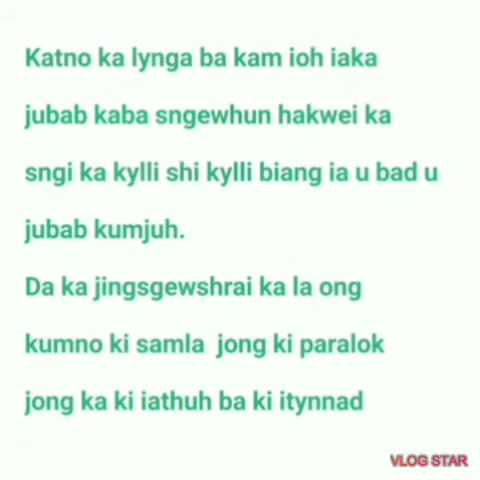 Katno ka lynga ba kam ioh iaka
jubab kaba sngewhun hakwei ka
sngi ka kylli shi kylli biang ia u bad u
jubab kumjuh.
Da ka jingsgewshrai ka la ong
kumno ki samla jong ki paralok
jong ka ki iathuh ba ki itynnad
VLOG STAR